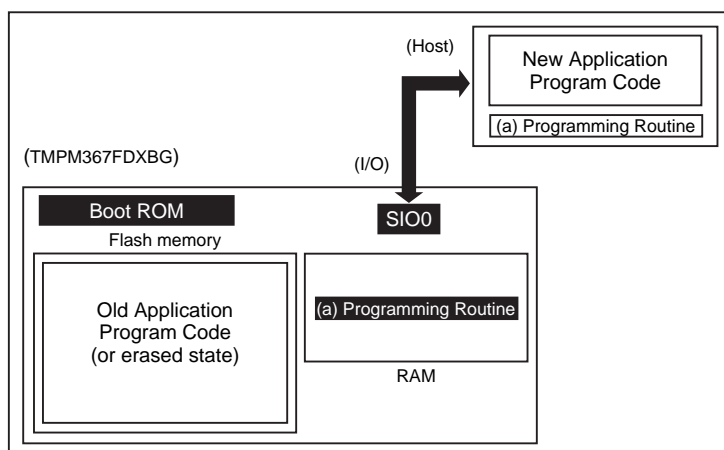 (Host)
New Application
Program Code
(a) Programming Routine
(TMPM367FDXBG)
(I/O)
Boot ROM
SIO0
Flash memory
Old Application
Program Code
(or erased state)
(a) Programming Routine
RAM